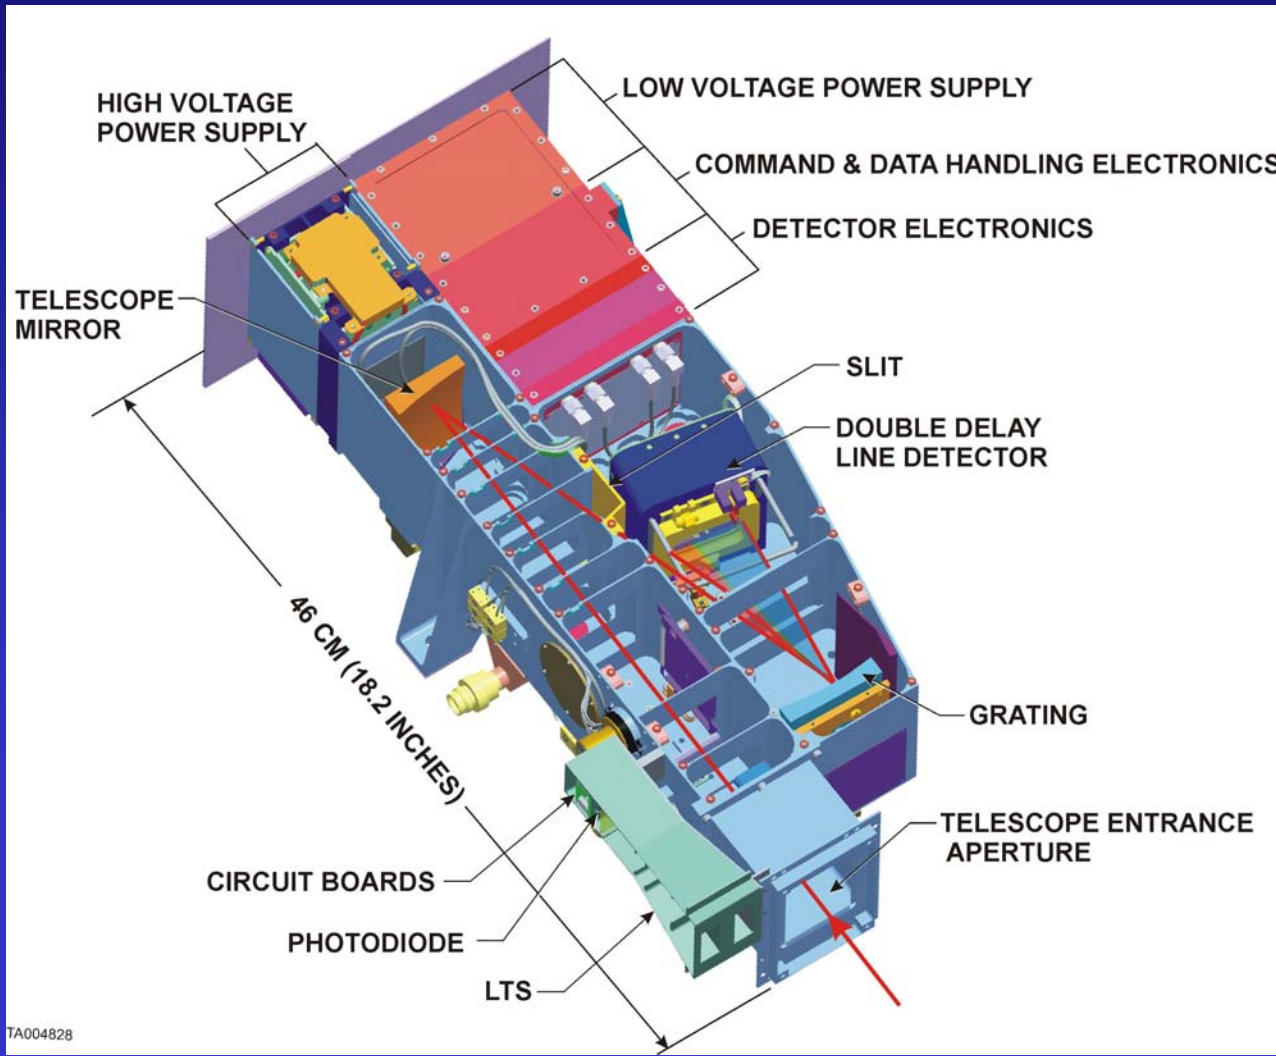 HIGH VOLTAGE
POWER SUPPLY
LOW VOLTAGE POWER SUPPLY
COMMAND & DATA HANDLING ELECTRONICS
DETECTOR ELECTRONICS
TELESCOPE
MIRROR
SLIT
DOUBLE DELAY
LINE DETECTOR
46 CM (18.2 INCHES)
GRATING
TELESCOPE ENTRANCE
APERTURE
CIRCUIT BOARDS
PHOTODIODE
LTS
TA004828